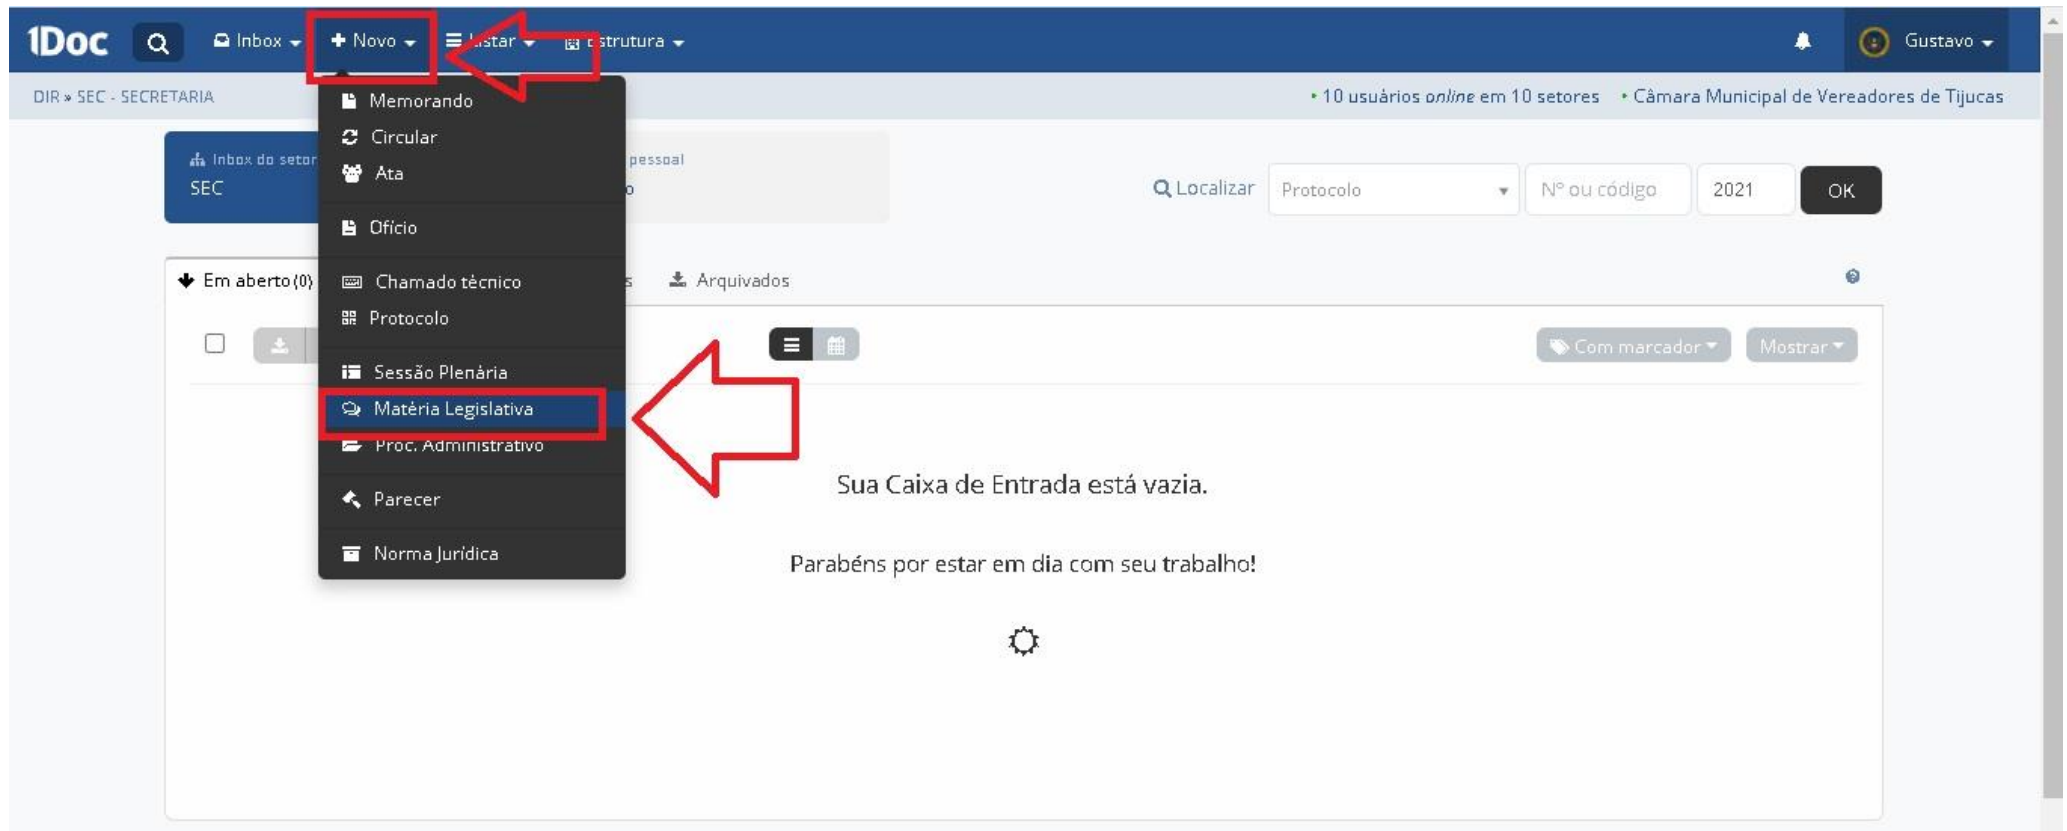 1Doc Inbox Novo Listar Estrutura Gustavo
DIR » SEC - SECRETARIA • 10 usuários online em 10 setores • Câmara Municipal de Vereadores de Tijucas
Memorando
Circular
Ata
Ofício
Chamado técnico
Protocolo
Sessão Plenária
Matéria Legislativa
Proc. Administrativo
Parecer
Norma Jurídica
Inbox do setor
SEC
pessoal
o
Localizar Protocolo Nº ou código 2021 OK
Em aberto (0) s Arquivados
Com marcador Mostrar
Sua Caixa de Entrada está vazia.
Parabéns por estar em dia com seu trabalho!